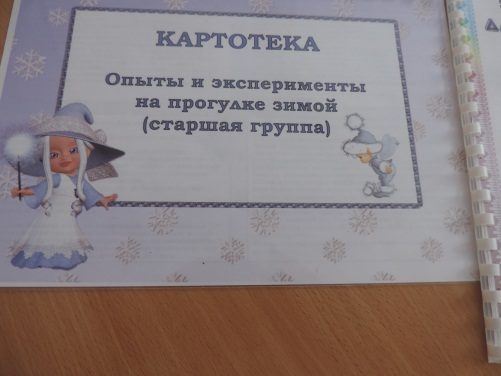 КАРТОТЕКА
Опыты и эксперименты
на прогулке зимой
(старшая группа)